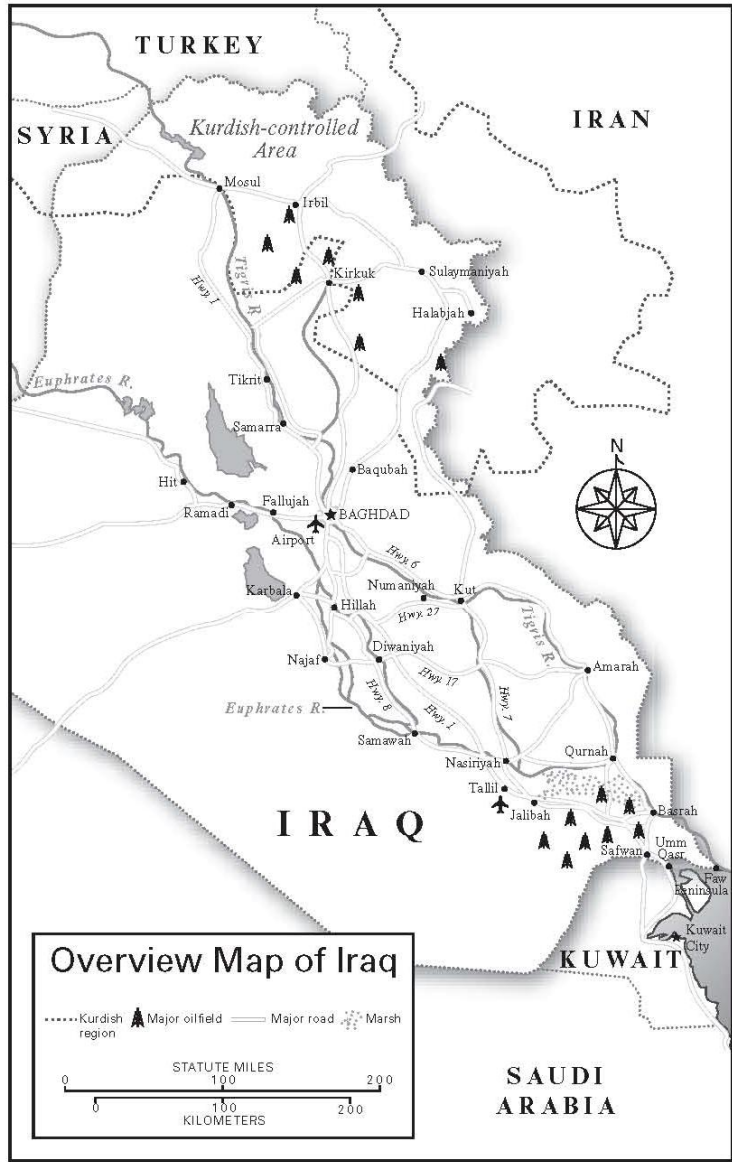 TURKEY
SYRIA
IRAN
Kurdish-controlled
Area
Mosul
Irbil
Hwy. 1
Tigris R.
Kirkuk
Sulaymaniyah
Halabjah
Euphrates R.
Tikrit
Samarra
Baqubah
N
Hit
Ramadi
Fallujah
BAGHDAD
Airport
Hwy. 6
Karbala
Numaniyah
Kut
Hillah
Hwy. 27
Tigris R.
Najaf
Diwaniyah
Hwy. 17
Amarah
Euphrates R.
Hwy. 8
Hwy. 1
Hwy. 7
Samawah
Nasiriyah
Qurnah
Tallil
Jalibah
Basrah
IRAQ
Safwan
Umm
Qasr
Faw
Peninsula
Kuwait
City
KUWAIT
Overview Map of Iraq
Kurdish
region
Major oilfield
Major road
Marsh
STATUTE MILES
0 100 200
0 100 200
KILOMETERS
SAUDI
ARABIA